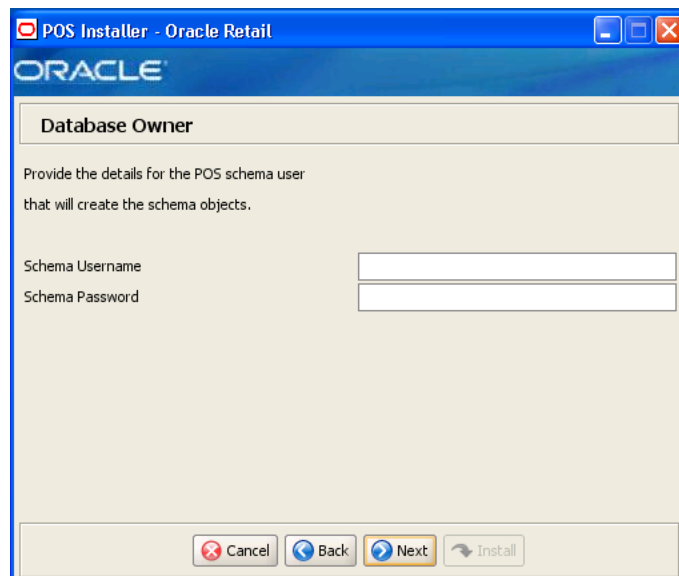 POS Installer - Oracle Retail
ORACLE
Database Owner
Provide the details for the POS schema user
that will create the schema objects.
Schema Username
Schema Password
Cancel Back Next Install